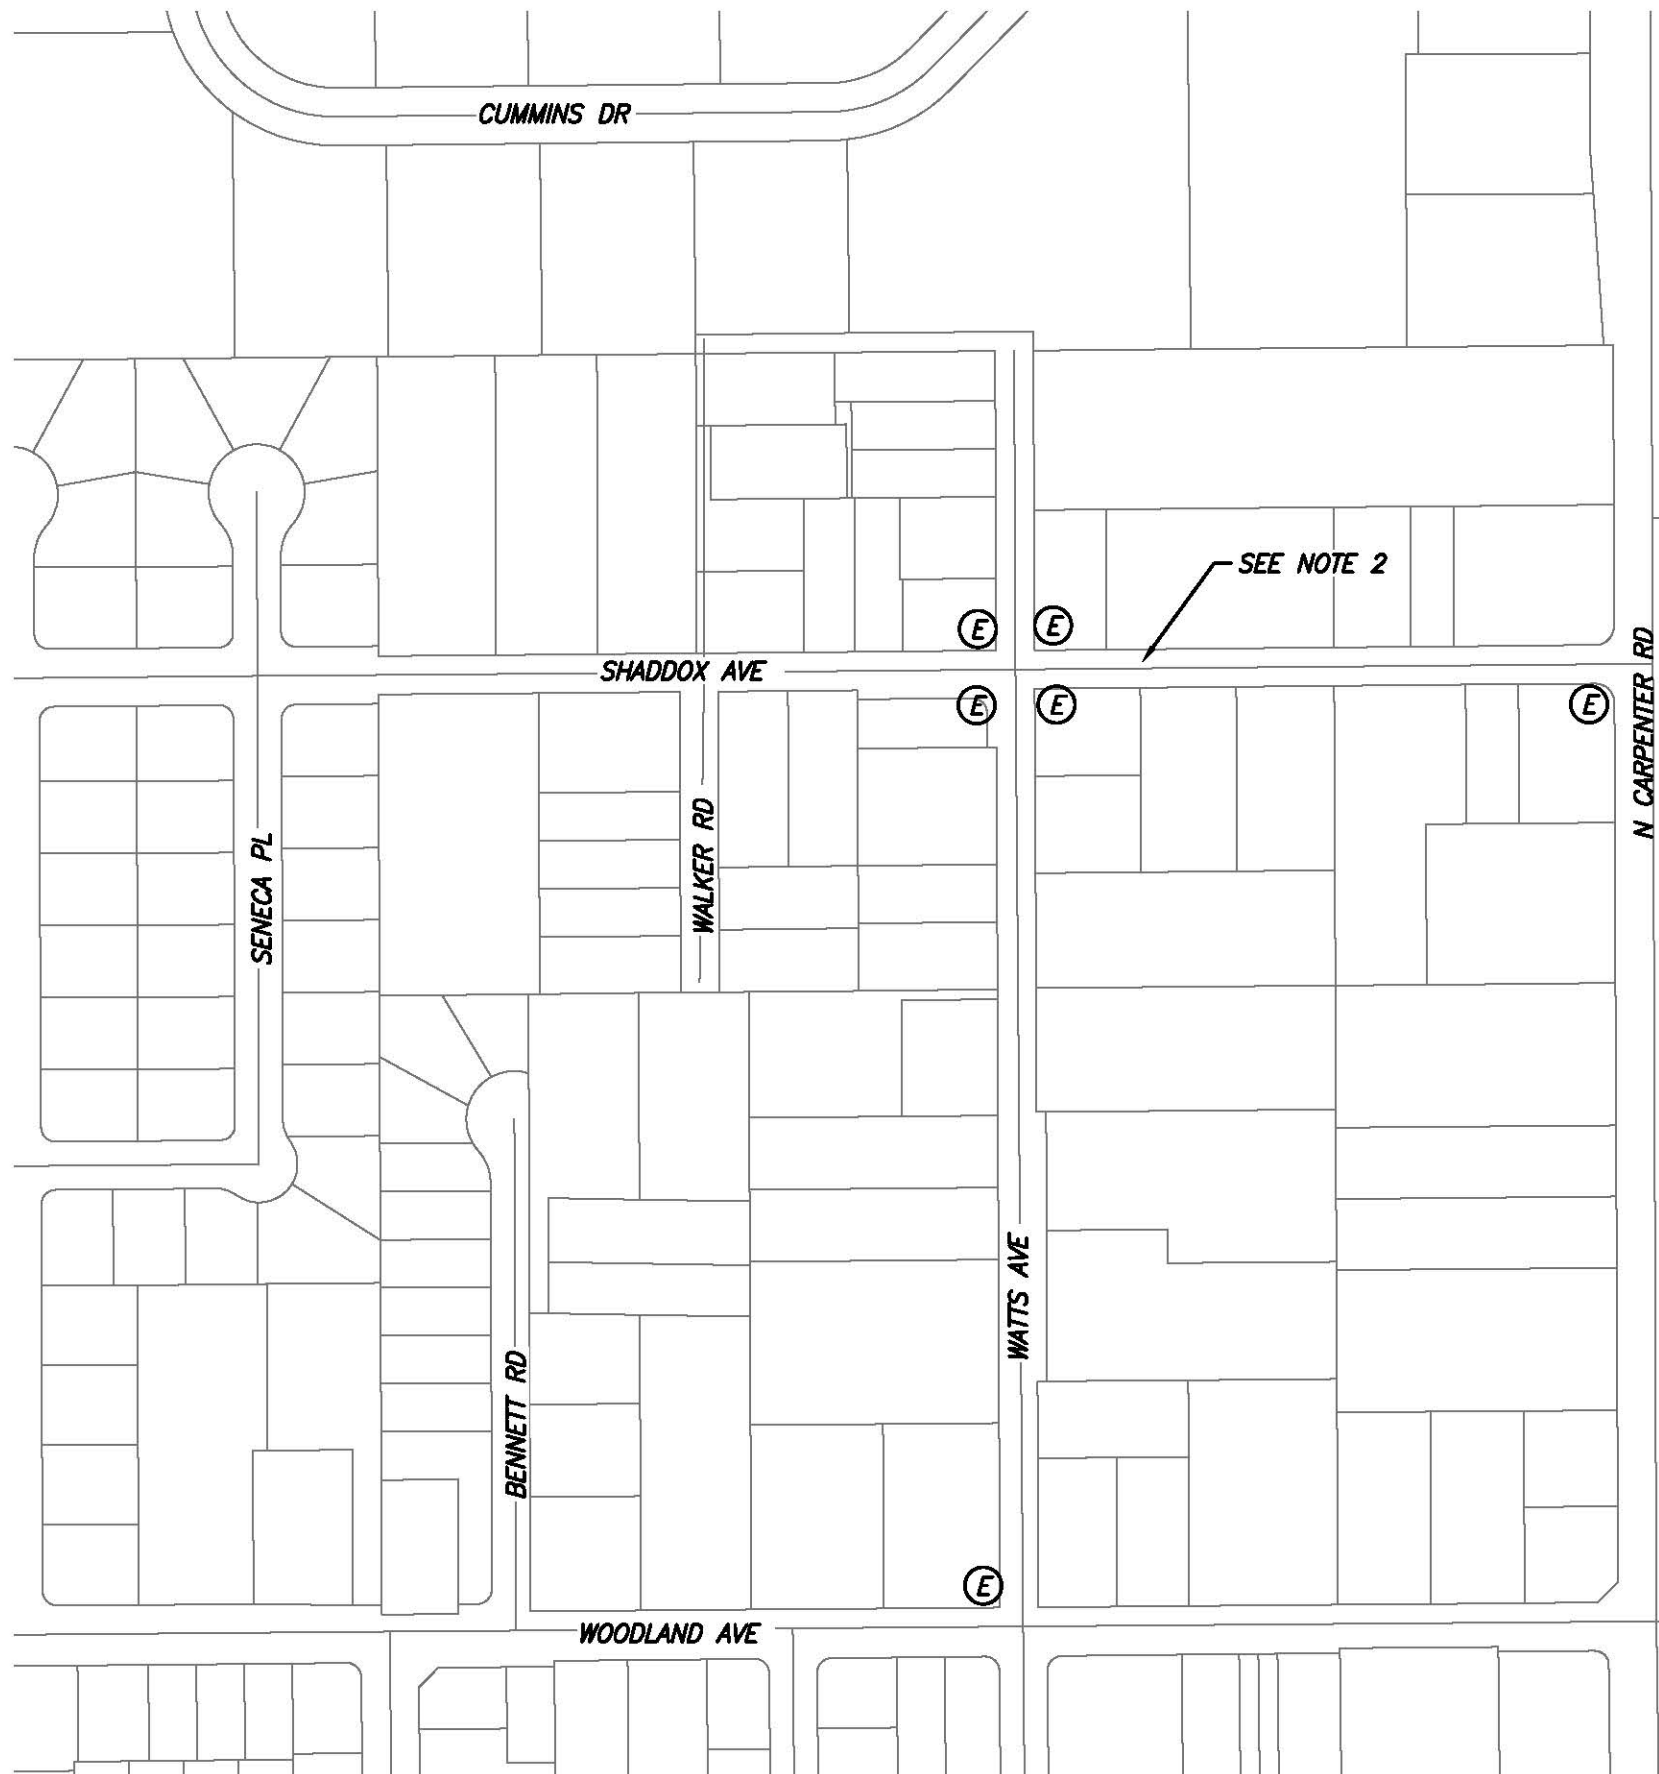 CUMMINS DR
SEE NOTE 2
E
E
SHADDOX AVE
E
E
E
N CARPENTER RD
WALKER RD
SENECA PL
WATTS AVE
BENNETT RD
E
WOODLAND AVE